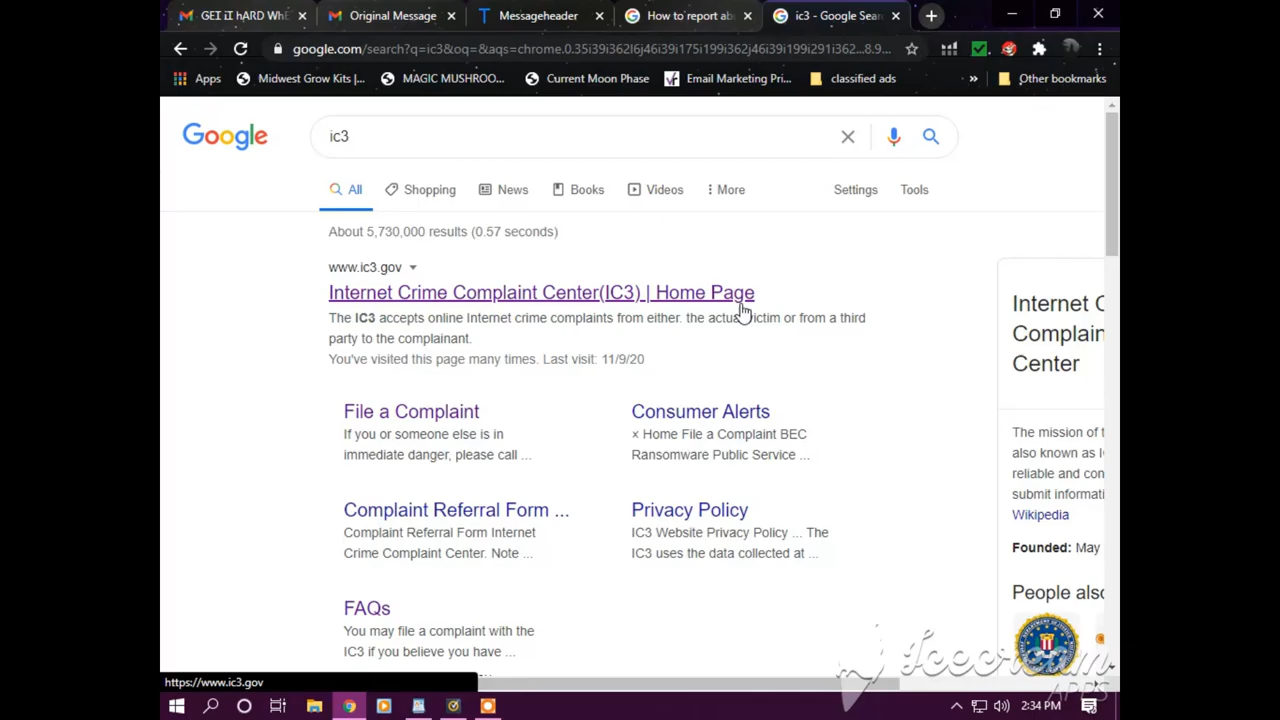 GET iT hARD WhE
Original Message
Messageheader
How to report ab
ic3 - Google Sear
google.com/search?q=ic3&oq=&aqs=chrome.0.35i39i362l6j46i39i175i199i362j46i39i199i291i362...8.9...
Apps
Midwest Grow Kits |...
MAGIC MUSHROO...
Current Moon Phase
Email Marketing Pri...
classified ads
»
Other bookmarks
Google
ic3
All
Shopping
News
Books
Videos
More
Settings
Tools
About 5,730,000 results (0.57 seconds)
www.ic3.gov
Internet Crime Complaint Center(IC3) | Home Page
The IC3 accepts online Internet crime complaints from either. the actual victim or from a third
party to the complainant.
You've visited this page many times. Last visit: 11/9/20
File a Complaint
If you or someone else is in
immediate danger, please call ...
Consumer Alerts
× Home File a Complaint BEC
Ransomware Public Service ...
Complaint Referral Form ...
Complaint Referral Form Internet
Crime Complaint Center. Note ...
Privacy Policy
IC3 Website Privacy Policy ... The
IC3 uses the data collected at ...
FAQs
You may file a complaint with the
IC3 if you believe you have ...
Internet C
Complain
Center
The mission of t
also known as I
reliable and con
submit informati
Wikipedia
Founded: May
People also
https://www.ic3.gov
Icecream
APPS
2:34 PM